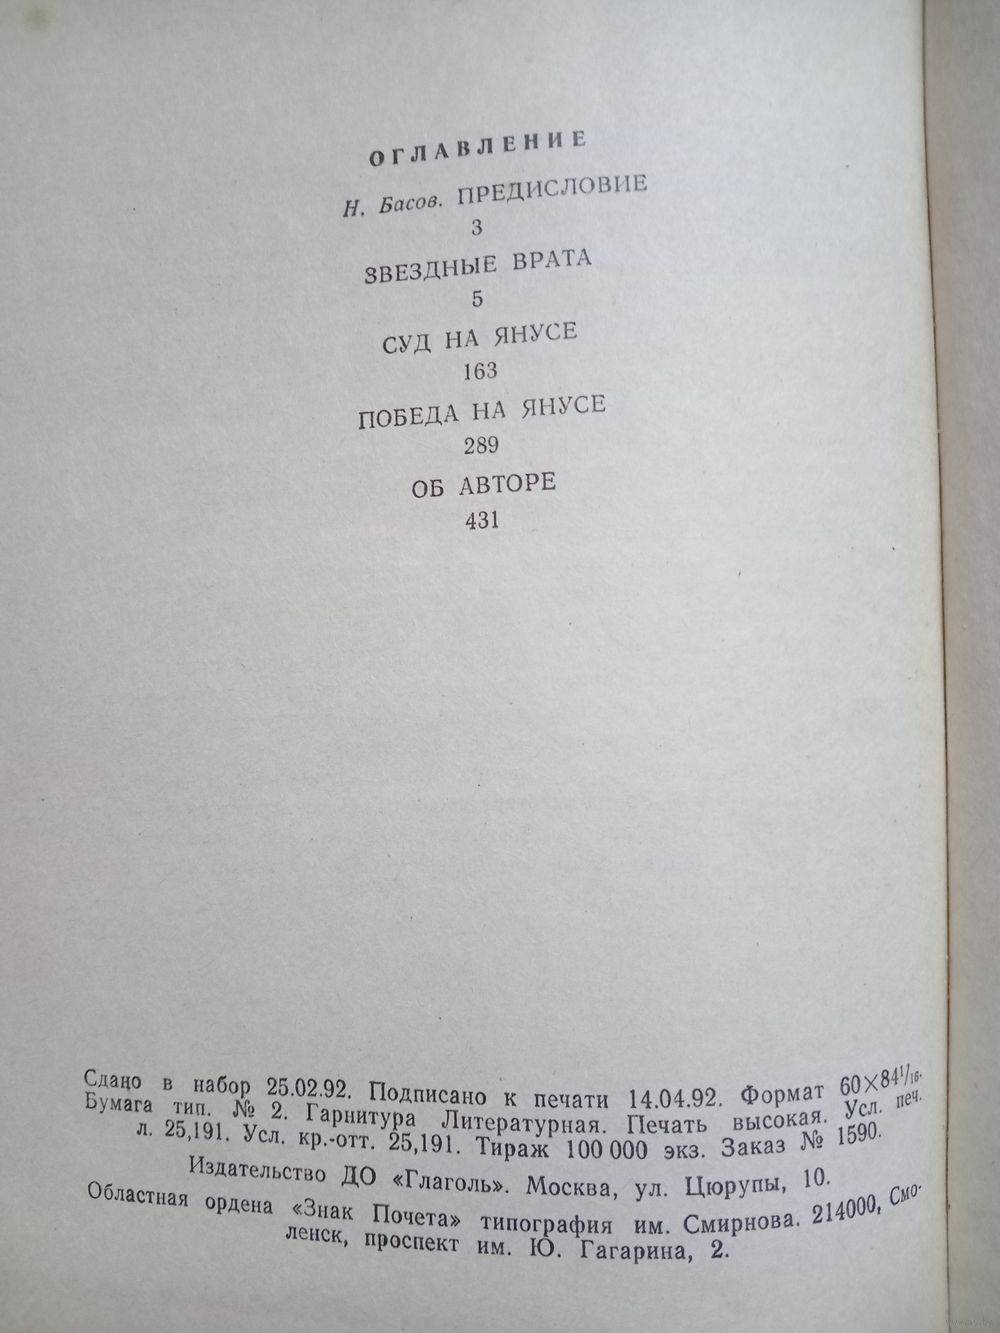 ОГЛАВЛЕНИЕ
Н. Басов. ПРЕДИСЛОВИЕ
3
ЗВЕЗДНЫЕ ВРАТА
5
СУД НА ЯНУСЕ
163
ПОБЕДА НА ЯНУСЕ
289
ОБ АВТОРЕ
431
Сдано в набор 25.02.92. Подписано к печати 14.04.92. Формат 60×84¹/₁₆.
Бумага тип. № 2. Гарнитура Литературная. Печать высокая. Усл. печ.
л. 25,191. Усл. кр.-отт. 25,191. Тираж 100 000 экз. Заказ № 1590.
Издательство ДО «Глаголь». Москва, ул. Цюрупы, 10.
Областная ордена «Знак Почета» типография им. Смирнова. 214000, Смо-
ленск, проспект им. Ю. Гагарина, 2.